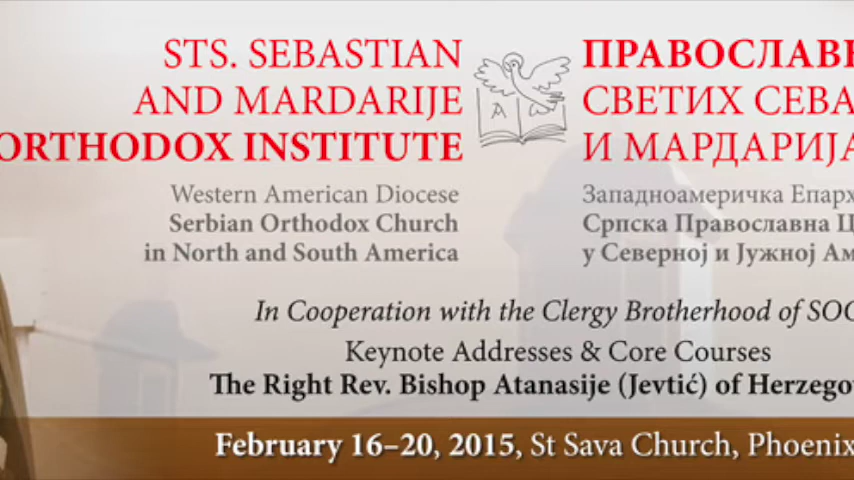 STS. SEBASTIAN
AND MARDARIJE
ORTHODOX INSTITUTE
Western American Diocese
Serbian Orthodox Church
in North and South America
Α ω
ПРАВОСЛАВ
СВЕТИХ СЕВА
И МАРДАРИЈА
Западноамеричка Епарх
Српска Православна Ц
у Северној и Јужној Ам
In Cooperation with the Clergy Brotherhood of SOC
Keynote Addresses & Core Courses
The Right Rev. Bishop Atanasije (Jevtić) of Herzego
February 16–20, 2015, St Sava Church, Phoenix